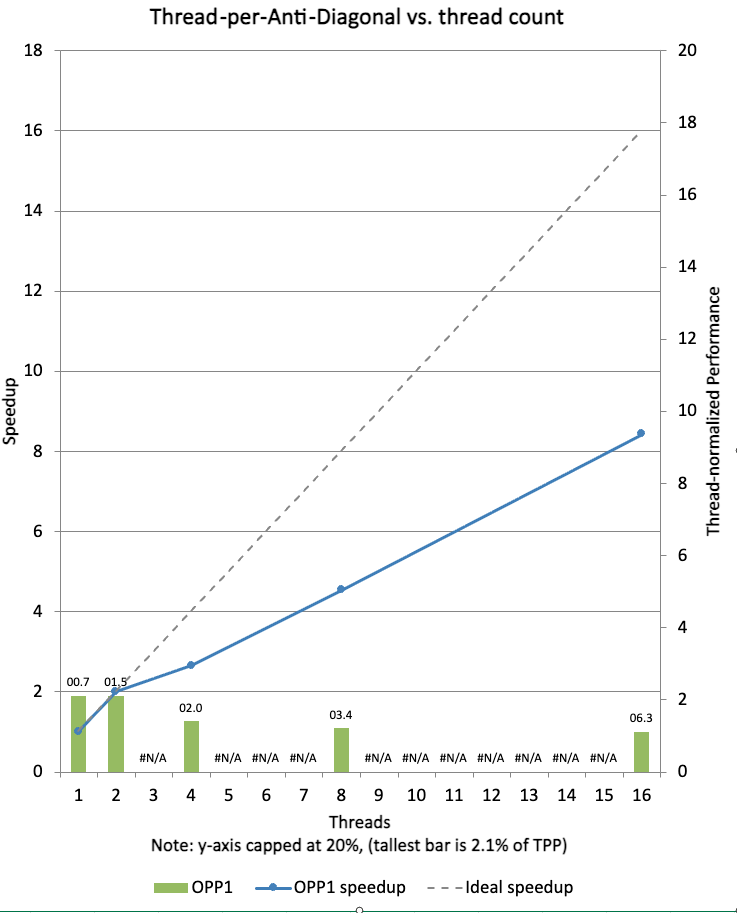 Thread-per-Anti-Diagonal vs. thread count
18
16
14
12
10
8
6
4
2
0
Speedup
20
18
16
14
12
10
8
6
4
2
0
Thread-normalized Performance
00.7 01.5 #N/A 02.0 #N/A #N/A #N/A 03.4 #N/A #N/A #N/A #N/A #N/A #N/A #N/A 06.3
1 2 3 4 5 6 7 8 9 10 11 12 13 14 15 16
Threads
Note: y-axis capped at 20%, (tallest bar is 2.1% of TPP)
OPP1 OPP1 speedup Ideal speedup